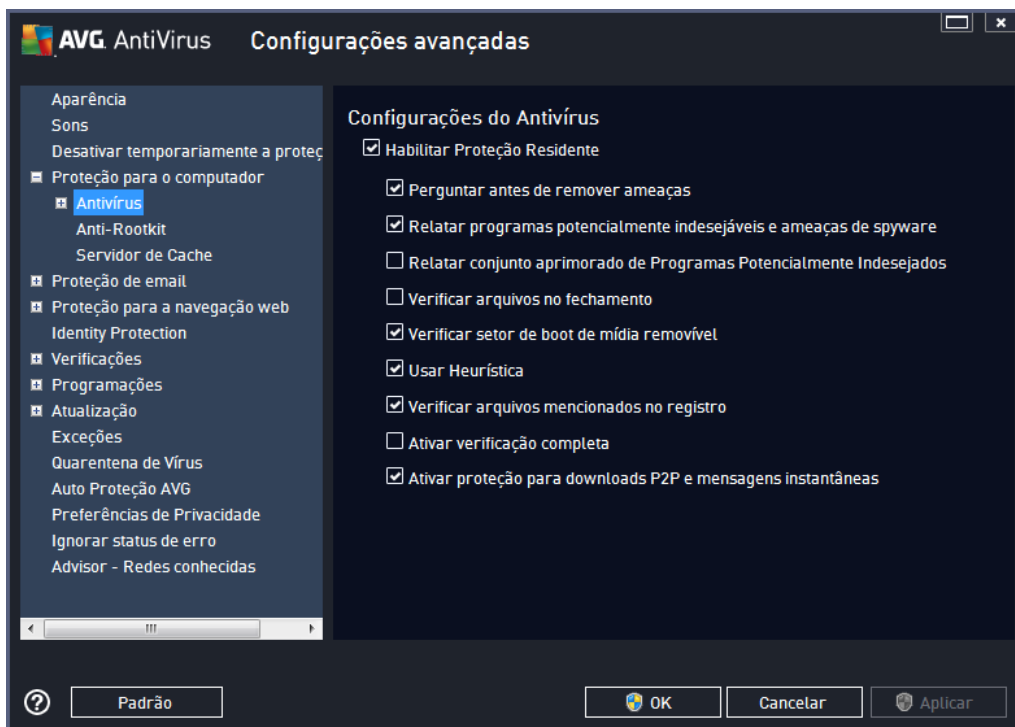 AVG. AntiVirus Configurações avançadas
Aparência
Sons
Desativar temporariamente a proteç
Proteção para o computador
Antivírus
Anti-Rootkit
Servidor de Cache
Proteção de email
Proteção para a navegação web
Identity Protection
Verificações
Programações
Atualização
Exceções
Quarentena de Vírus
Auto Proteção AVG
Preferências de Privacidade
Ignorar status de erro
Advisor - Redes conhecidas
Configurações do Antivírus
Habilitar Proteção Residente
Perguntar antes de remover ameaças
Relatar programas potencialmente indesejáveis e ameaças de spyware
Relatar conjunto aprimorado de Programas Potencialmente Indesejados
Verificar arquivos no fechamento
Verificar setor de boot de mídia removível
Usar Heurística
Verificar arquivos mencionados no registro
Ativar verificação completa
Ativar proteção para downloads P2P e mensagens instantâneas
Padrão
OK
Cancelar
Aplicar